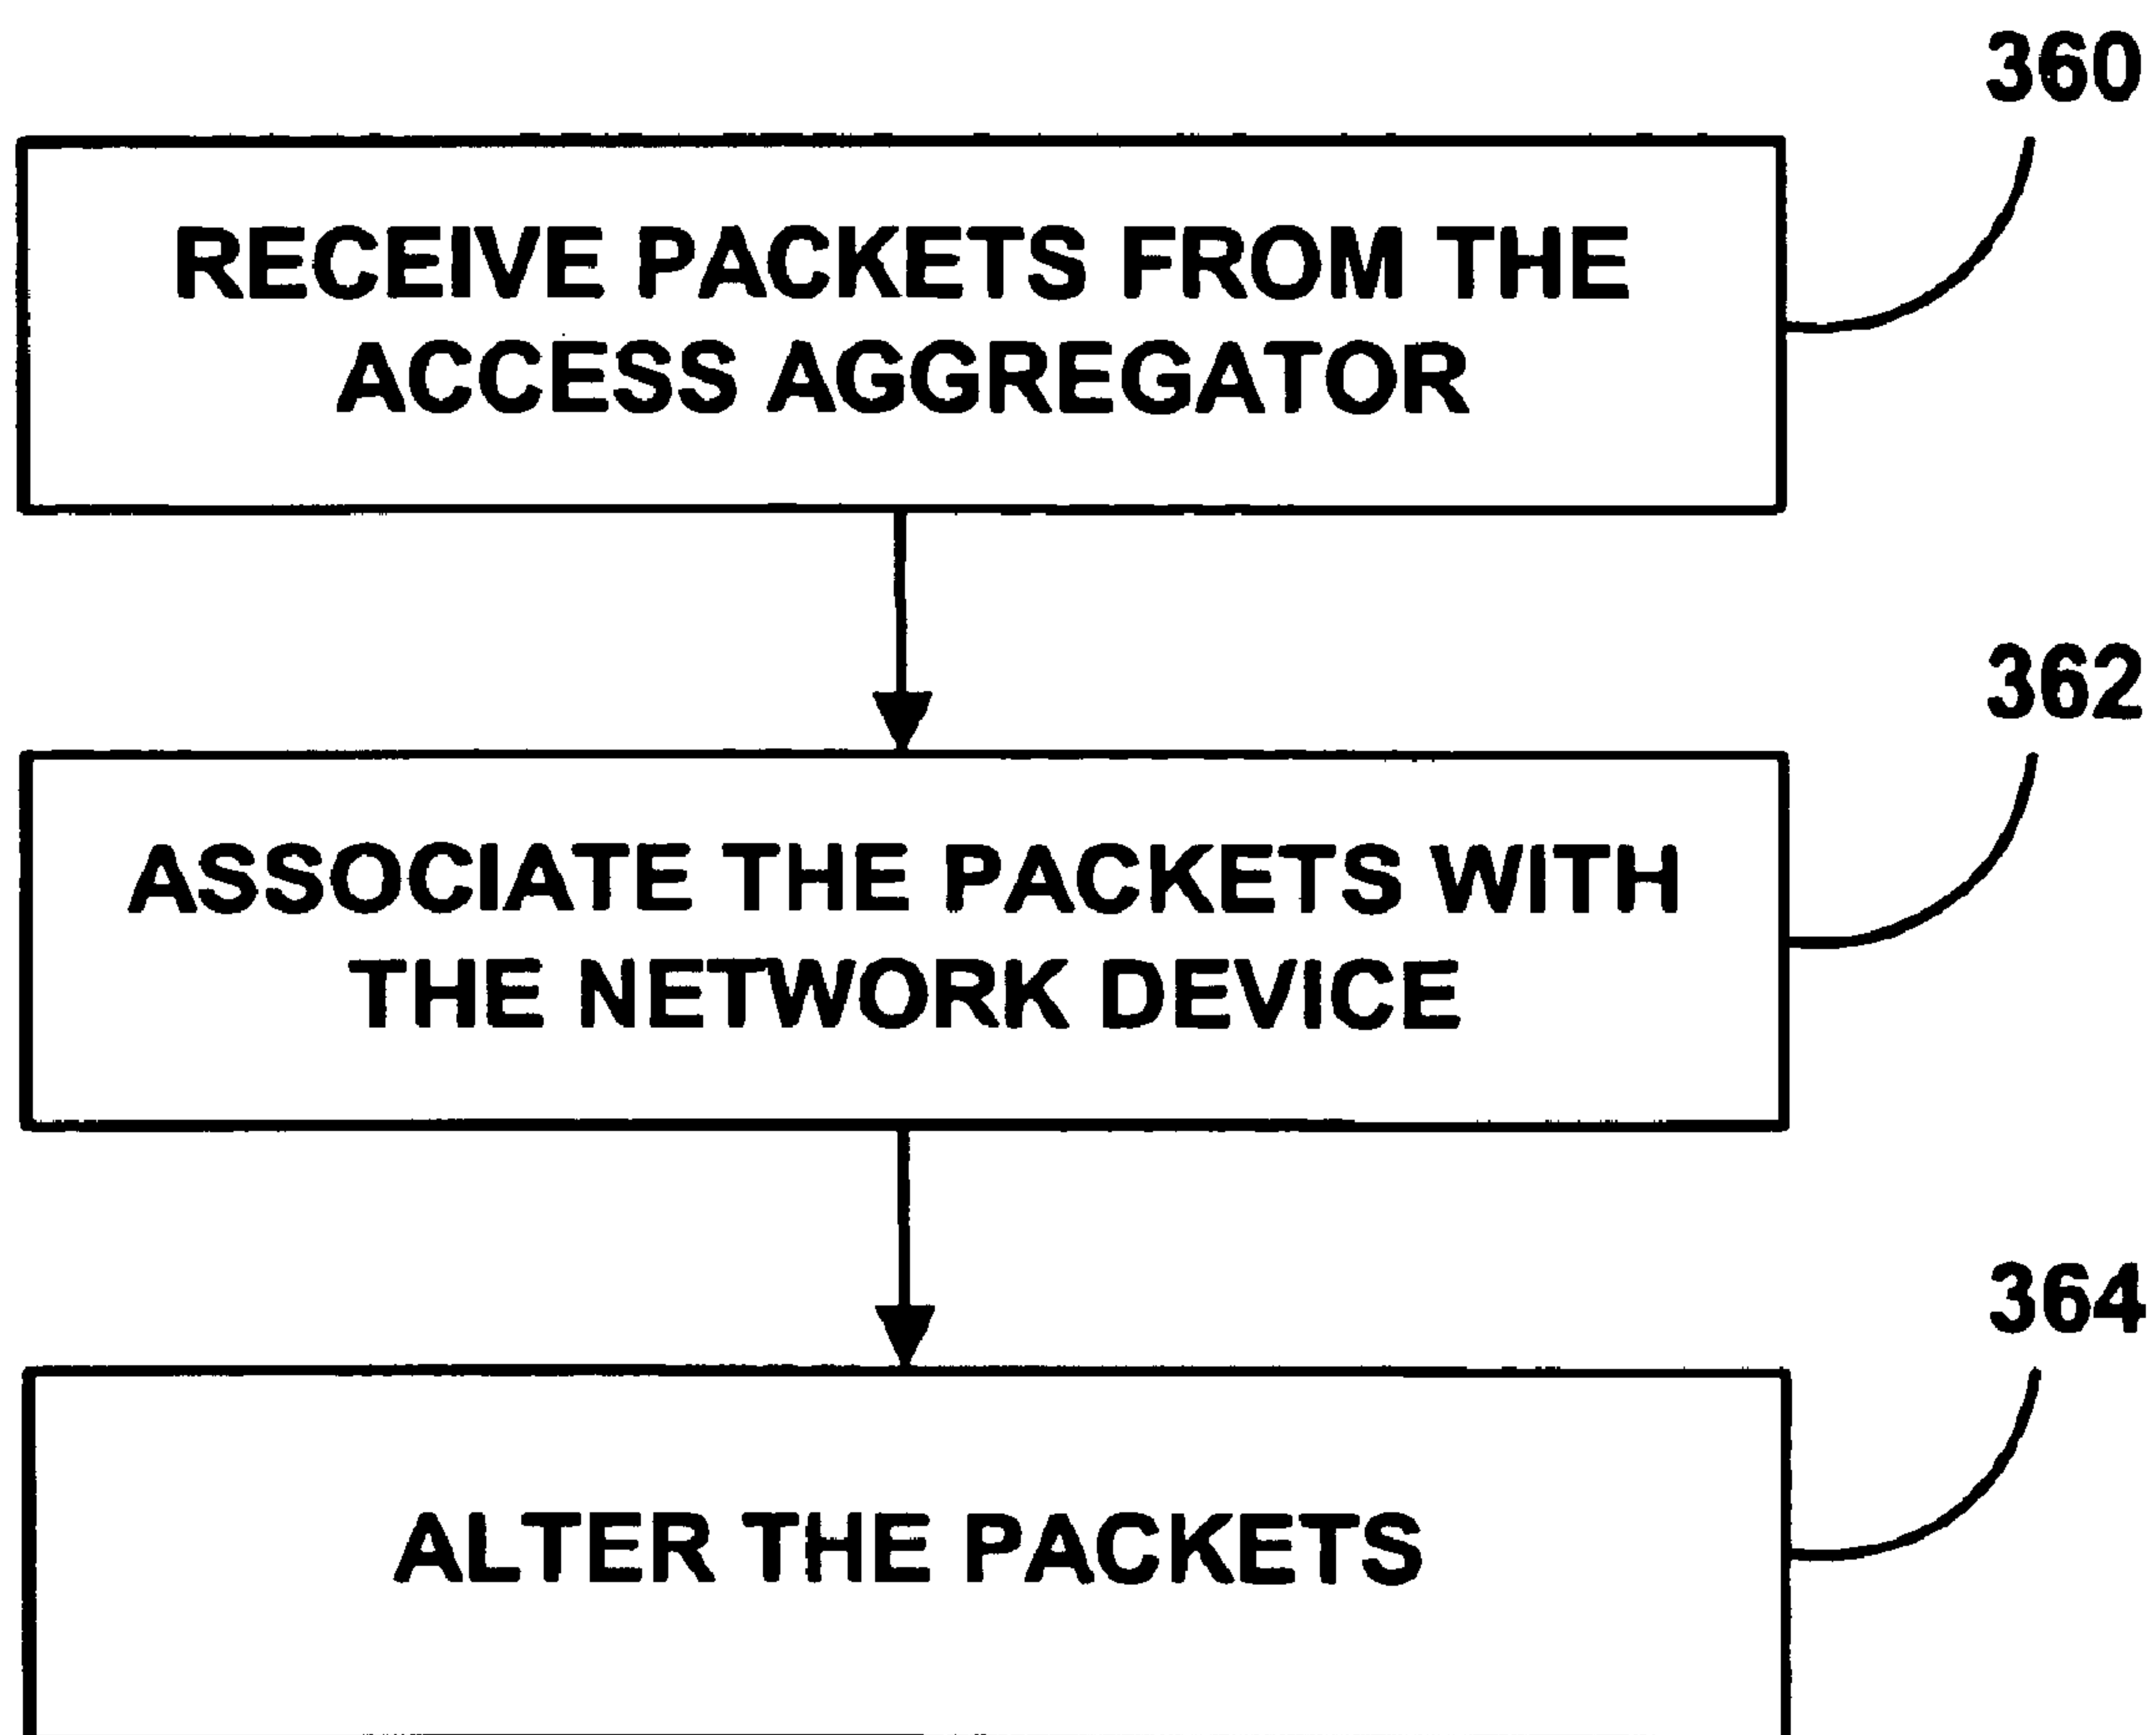 360
RECEIVE PACKETS FROM THE
ACCESS AGGREGATOR
362
ASSOCIATE THE PACKETS WITH
THE NETWORK DEVICE
364
ALTER THE PACKETS